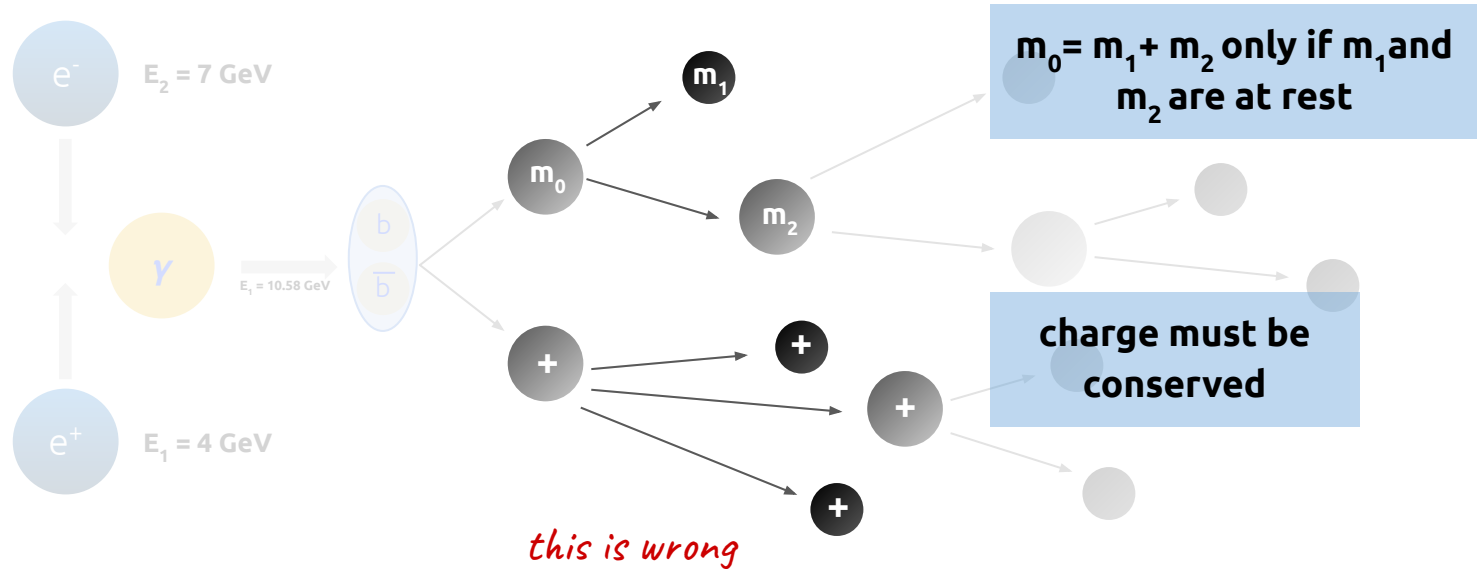 e⁻
E₂ = 7 GeV
γ
E₁ = 10.58 GeV
b
b̅
e⁺
E₁ = 4 GeV
m₀
m₁
m₂
m₀= m₁+ m₂ only if m₁and
m₂ are at rest
+
+
+
+
charge must be
conserved
this is wrong